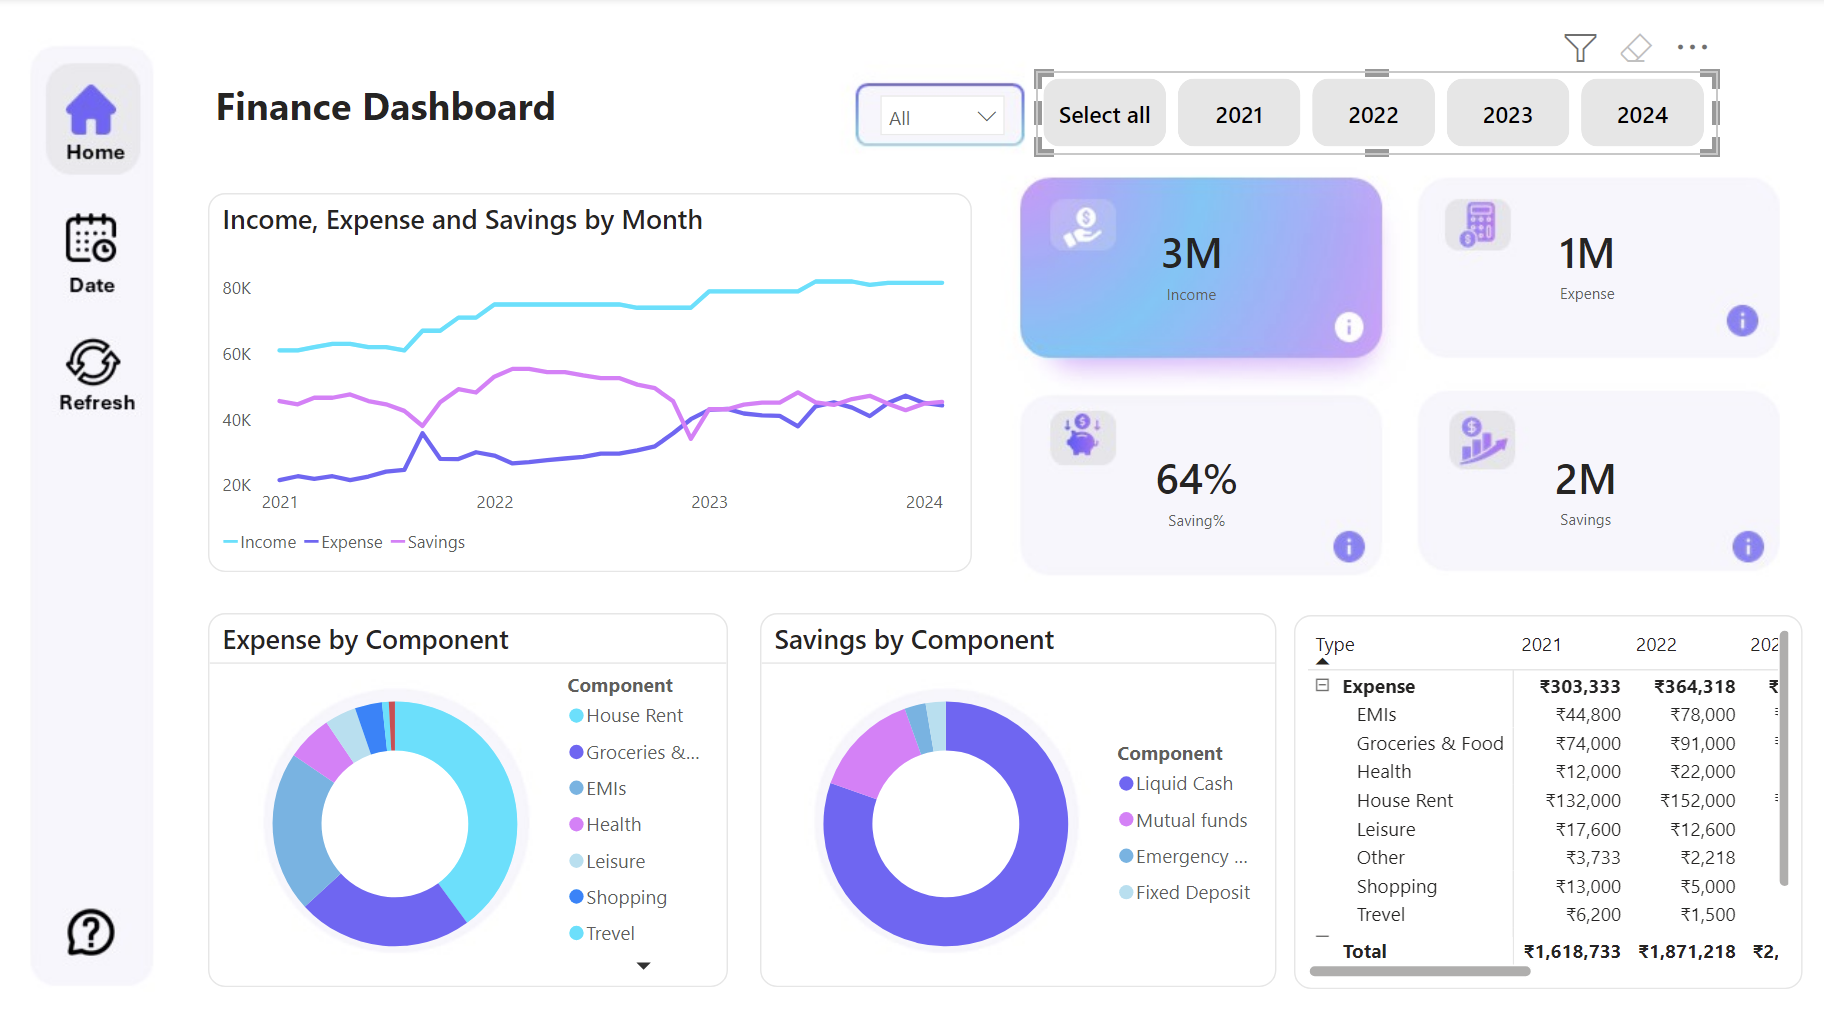 Finance Dashboard
All
Select all 2021 2022 2023 2024
Home
Date
Refresh
Income, Expense and Savings by Month
80K
60K
40K
20K
2021 2022 2023 2024
Income Expense Savings
3M
Income
1M
Expense
64%
Saving%
2M
Savings
Expense by Component
Component
House Rent
Groceries &...
EMIs
Health
Leisure
Shopping
Trevel
Savings by Component
Component
Liquid Cash
Mutual funds
Emergency ...
Fixed Deposit
Type 2021 2022 202
Expense ₹303,333 ₹364,318 ₹
EMIs ₹44,800 ₹78,000
Groceries & Food ₹74,000 ₹91,000
Health ₹12,000 ₹22,000
House Rent ₹132,000 ₹152,000
Leisure ₹17,600 ₹12,600
Other ₹3,733 ₹2,218
Shopping ₹13,000 ₹5,000
Trevel ₹6,200 ₹1,500
Total ₹1,618,733 ₹1,871,218 ₹2,